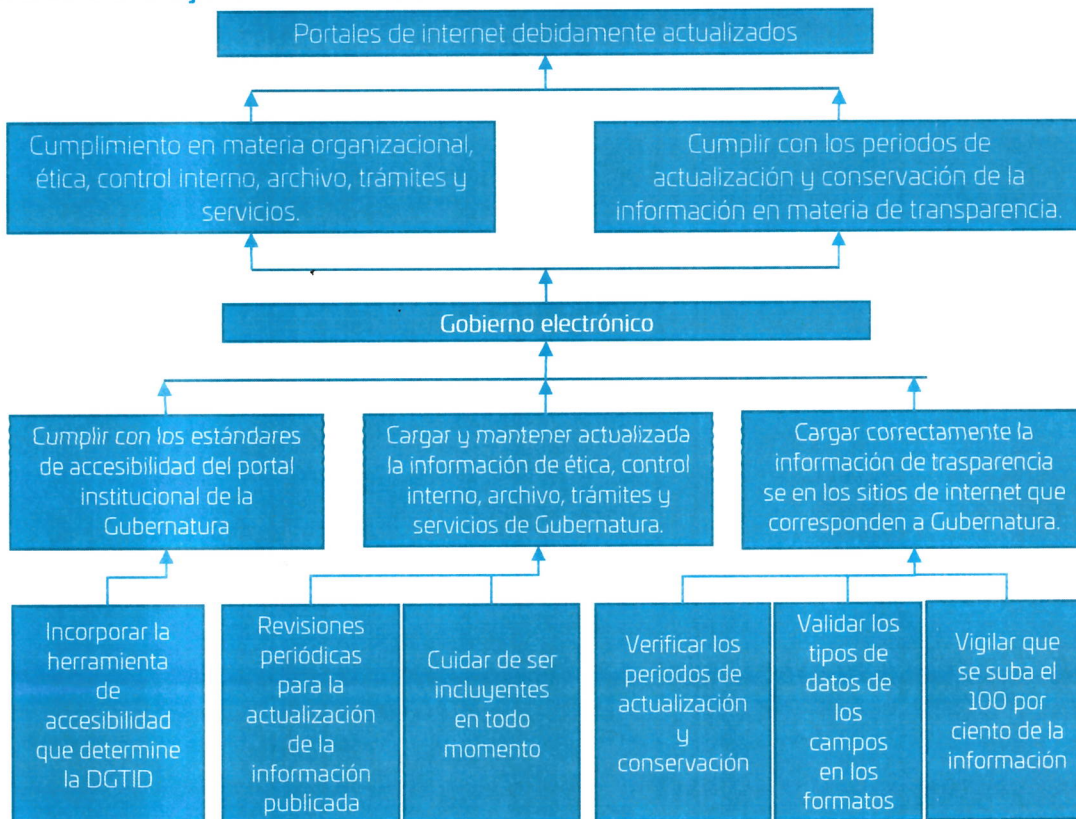 Portales de internet debidamente actualizados
Cumplimiento en materia organizacional,
ética, control interno, archivo, trámites y
servicios.
Cumplir con los periodos de
actualización y conservación de la
información en materia de transparencia.
Gobierno electrónico
Cumplir con los estándares
de accesibilidad del portal
institucional de la
Gubernatura
Cargar y mantener actualizada
la información de ética, control
interno, archivo, trámites y
servicios de Gubernatura.
Cargar correctamente la
información de trasparencia
se en los sitios de internet que
corresponden a Gubernatura.
Incorporar la
herramienta
de
accesibilidad
que determine
la DGTID
Revisiones
periódicas
para la
actualización
de la
información
publicada
Cuidar de ser
incluyentes
en todo
momento
Verificar los
periodos de
actualización
y
conservación
Validar los
tipos de
datos de
los
campos
en los
formatos
Vigilar que
se suba el
100 por
ciento de la
información